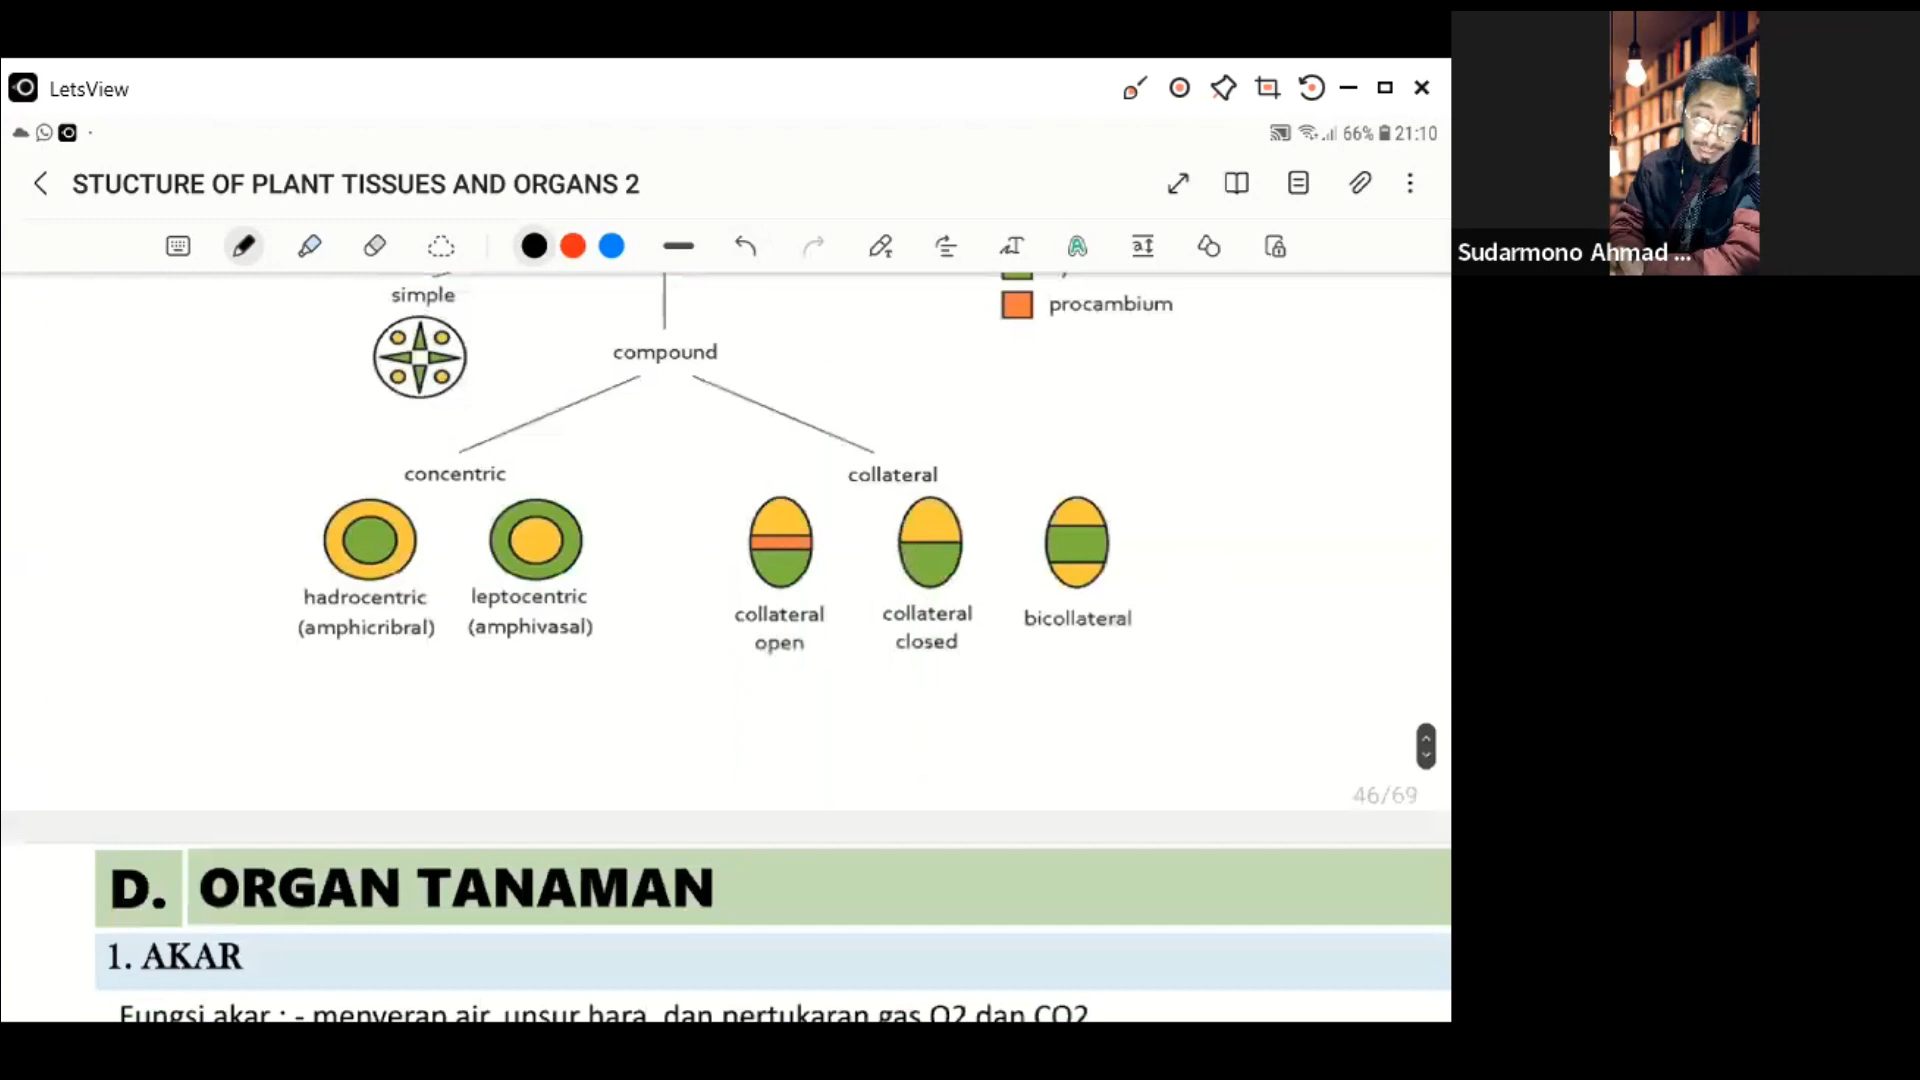 LetsView
66% 21:10
STUCTURE OF PLANT TISSUES AND ORGANS 2
simple
procambium
compound
concentric
collateral
hadrocentric
(amphicribral)
leptocentric
(amphivasal)
collateral
open
collateral
closed
bicollateral
46/69
D. ORGAN TANAMAN
1. AKAR
Fungsi akar : - menyerap air, unsur hara, dan pertukaran gas O2 dan CO2
Sudarmono Ahmad ...